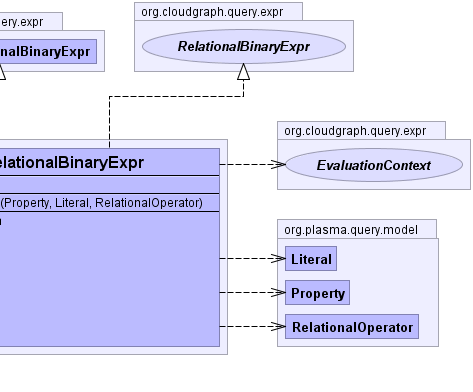 org.cloudgraph.query.expr
ery.expr
RelationalBinaryExpr
nalBinaryExpr
org.cloudgraph.query.expr
elationalBinaryExpr
EvaluationContext
(Property, Literal, RelationalOperator)
org.plasma.query.model
Literal
Property
RelationalOperator